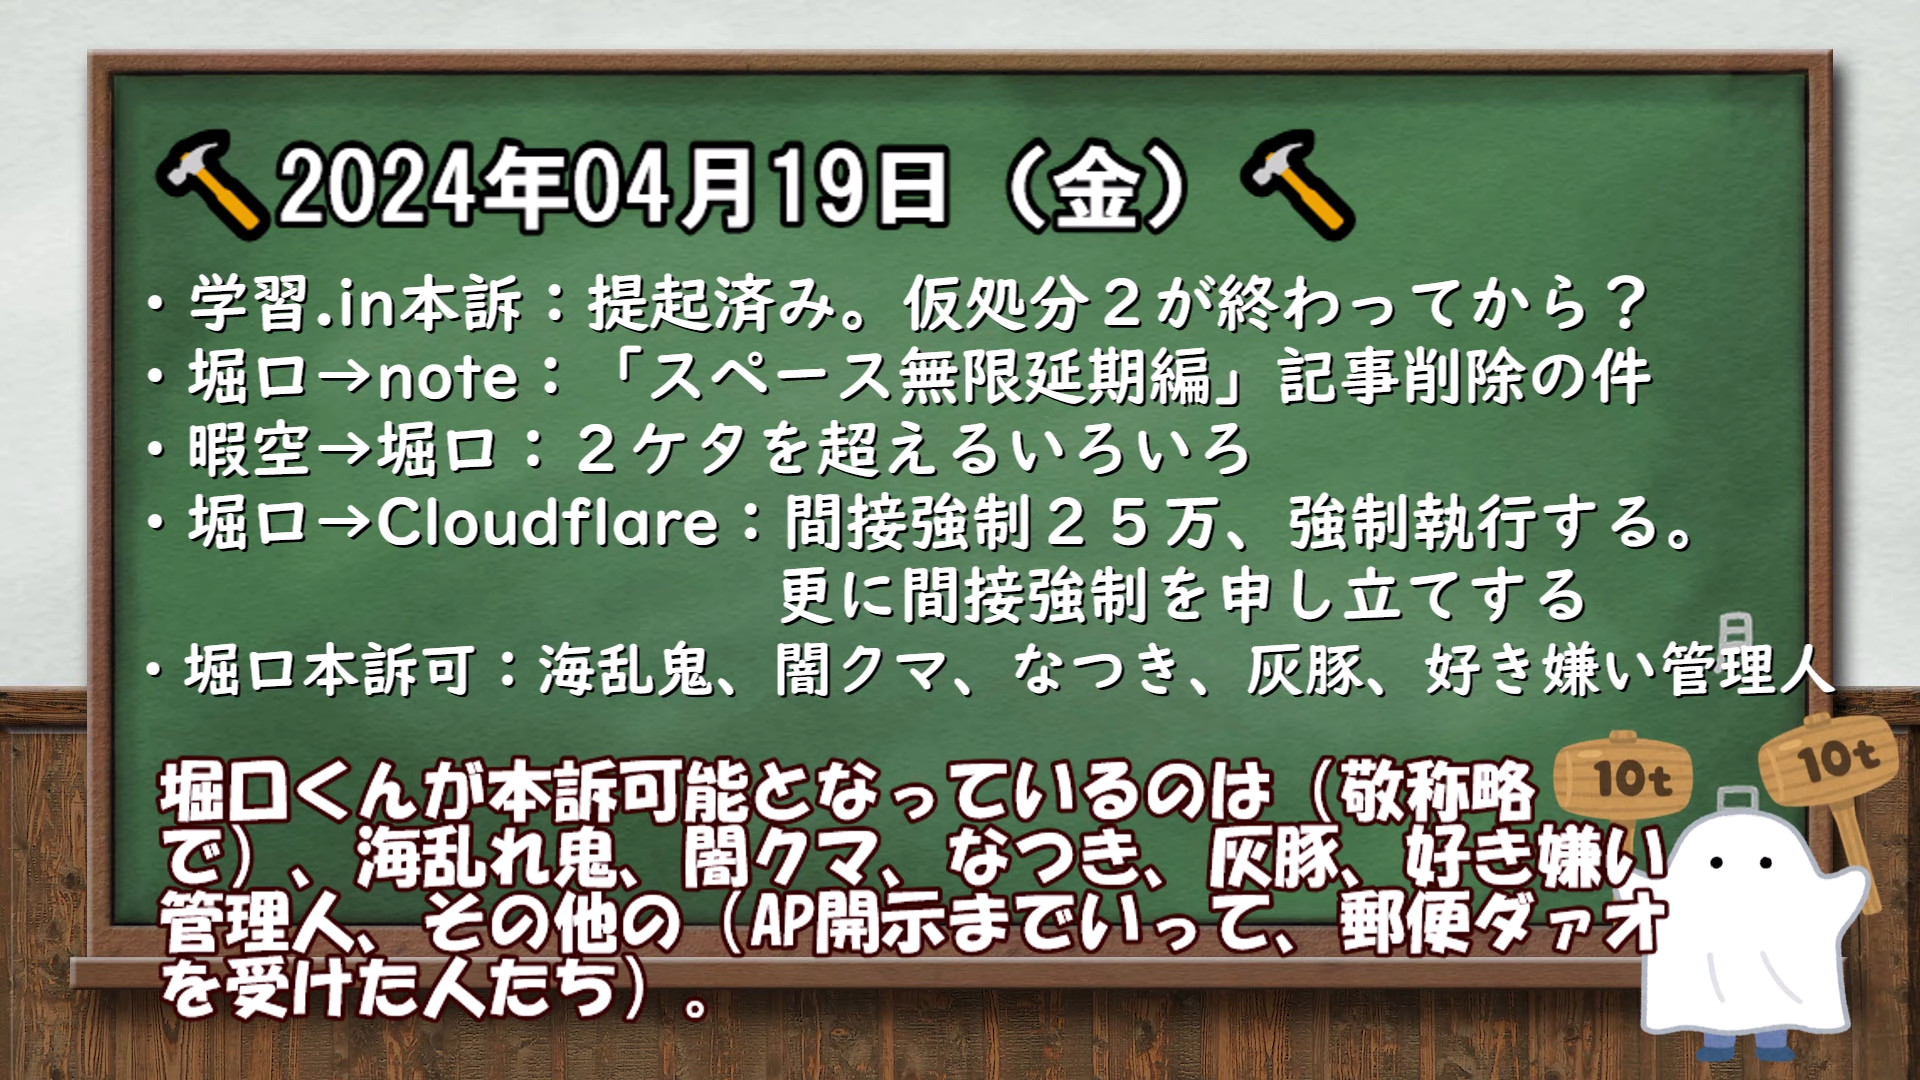 2024年04月19日（金）
・学習.in本訴：提起済み。仮処分２が終わってから？
・堀口→note：「スペース無限延期編」記事削除の件
・暇空→堀口：２ケタを超えるいろいろ
・堀口→Cloudflare：間接強制２５万、強制執行する。
更に間接強制を申し立てする
・堀口本訴可：海乱鬼、闇クマ、なつき、灰豚、好き嫌い管理人
堀口くんが本訴可能となっているのは（敬称略
で）、海乱れ鬼、闇クマ、なつき、灰豚、好き嫌い
管理人、その他の（AP開示までいって、郵便ダァオ
を受けた人たち）。
10t
10t